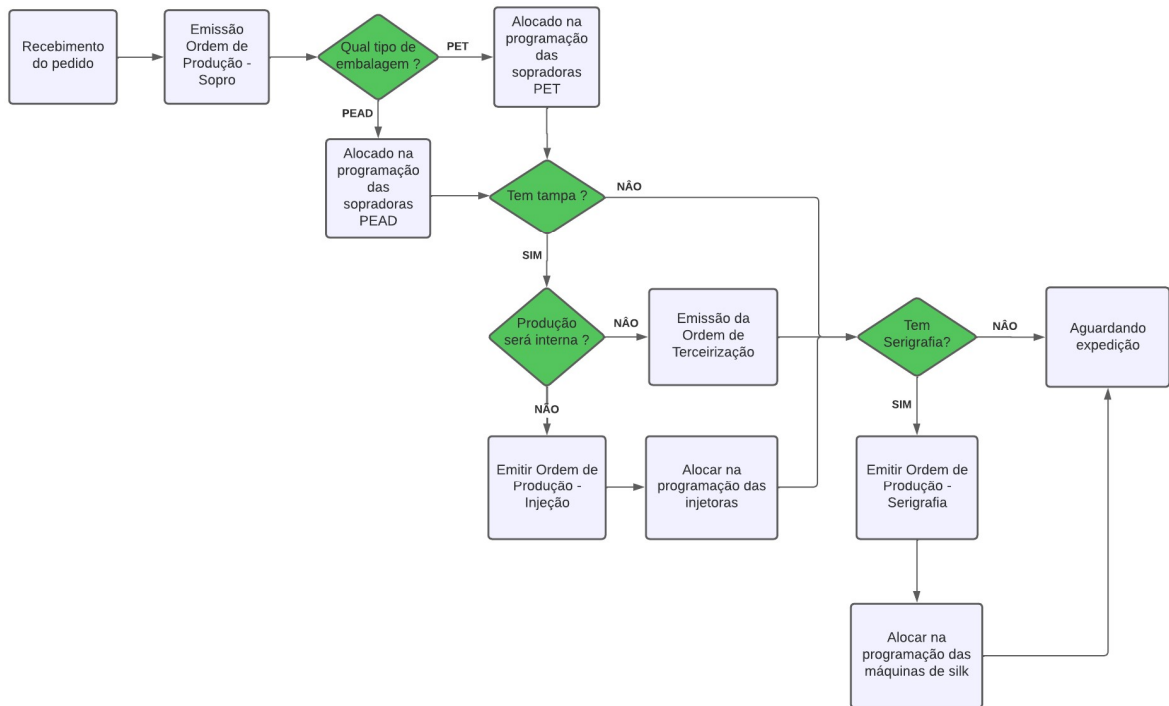 Recebimento
do pedido
Emissão
Ordem de
Produção -
Sopro
Qual tipo de
embalagem ?
PET
Alocado na
programação
das
sopradoras
PET
PEAD
Alocado na
programação
das
sopradoras
PEAD
Tem tampa ?
NÂO
SIM
Produção
será interna ?
NÂO
Emissão da
Ordem de
Terceirização
Tem
Serigrafia?
NÂO
Aguardando
expedição
NÂO
SIM
Emitir Ordem de
Produção -
Injeção
Alocar na
programação das
injetoras
Emitir Ordem de
Produção -
Serigrafia
Alocar na
programação das
máquinas de silk